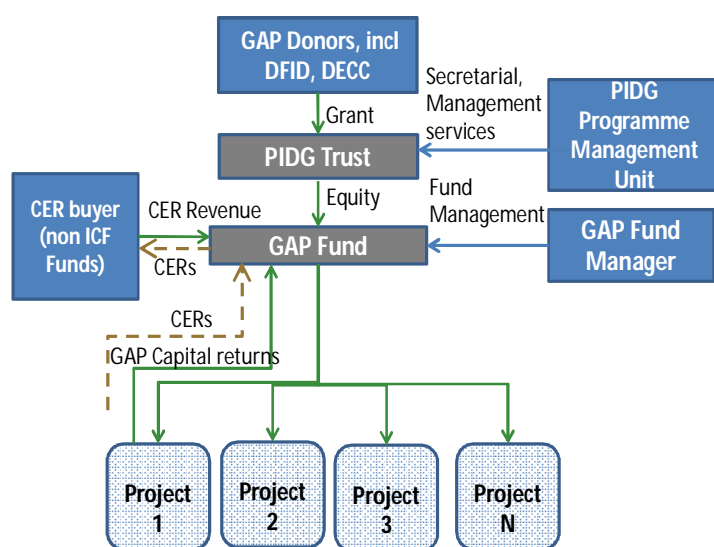 GAP Donors, incl
DFID, DECC
Secretarial,
Management
services
PIDG
Programme
Management
Unit
Grant
PIDG Trust
Equity
Fund
Management
CER buyer
(non ICF
Funds)
CER Revenue
GAP Fund
GAP Fund
Manager
CERs
CERs
GAP Capital returns
Project
1
Project
2
Project
3
Project
N